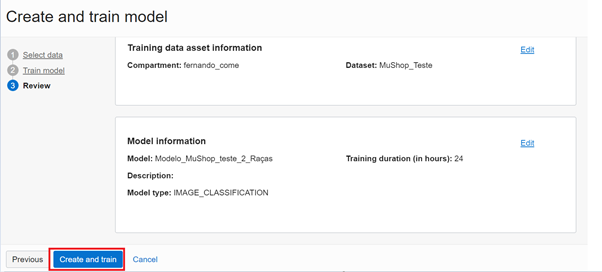 Create and train model
1 Select data
2 Train model
3 Review
Training data asset information Edit
Compartment: fernando_come Dataset: MuShop_Teste
Model information Edit
Model: Modelo_MuShop_teste_2_Raças Training duration (in hours): 24
Description:
Model type: IMAGE_CLASSIFICATION
Previous Create and train Cancel